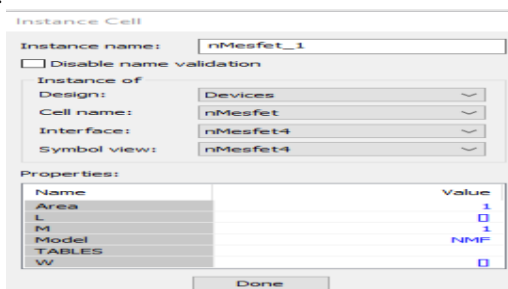 Instance Cell
Instance name: nMesfet_1
Disable name validation
Instance of
Design: Devices
Cell name: nMesfet
Interface: nMesfet4
Symbol view: nMesfet4
Properties:
Name Value
Area 1
L []
M 1
Model NMF
TABLES
W []
Done